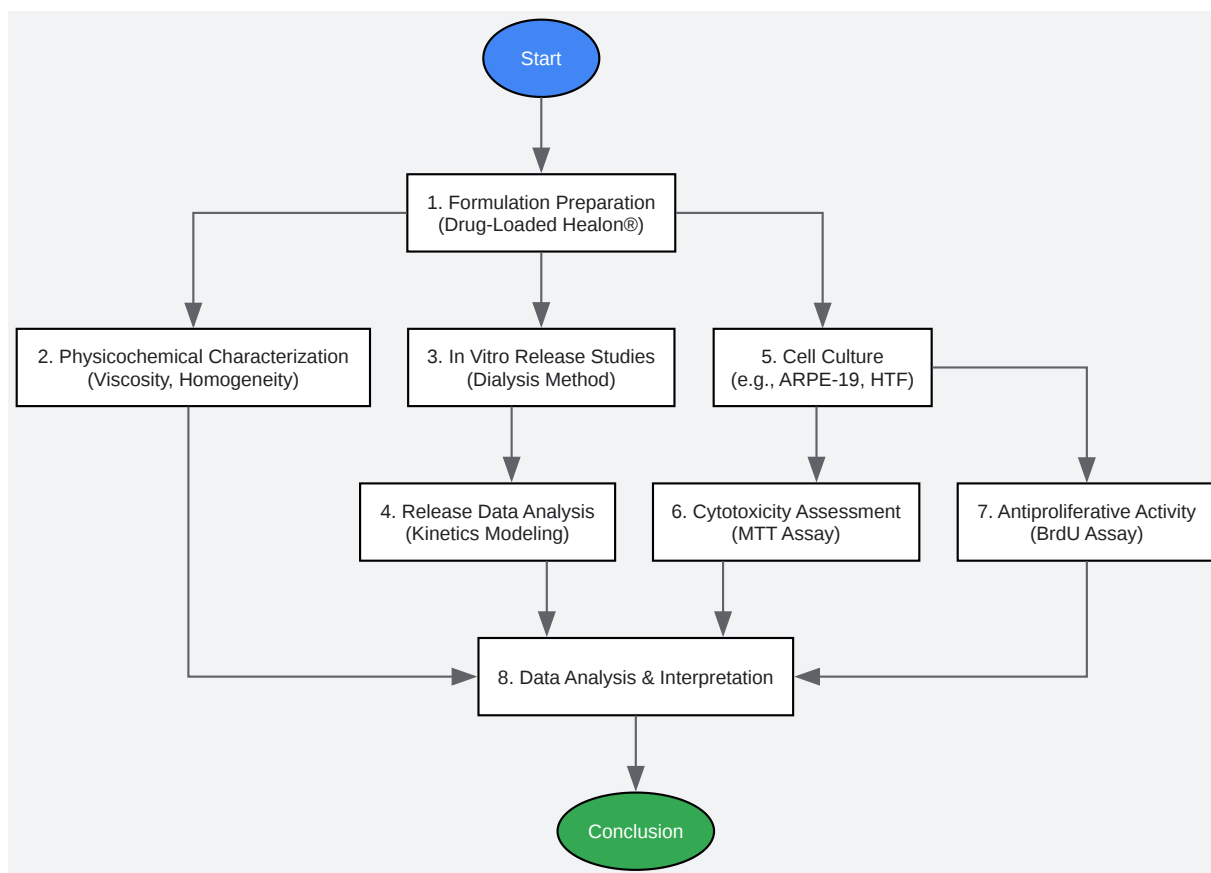 Start
1. Formulation Preparation
(Drug-Loaded Healon®)
2. Physicochemical Characterization
(Viscosity, Homogeneity)
3. In Vitro Release Studies
(Dialysis Method)
5. Cell Culture
(e.g., ARPE-19, HTF)
4. Release Data Analysis
(Kinetics Modeling)
6. Cytotoxicity Assessment
(MTT Assay)
7. Antiproliferative Activity
(BrdU Assay)
8. Data Analysis & Interpretation
Conclusion